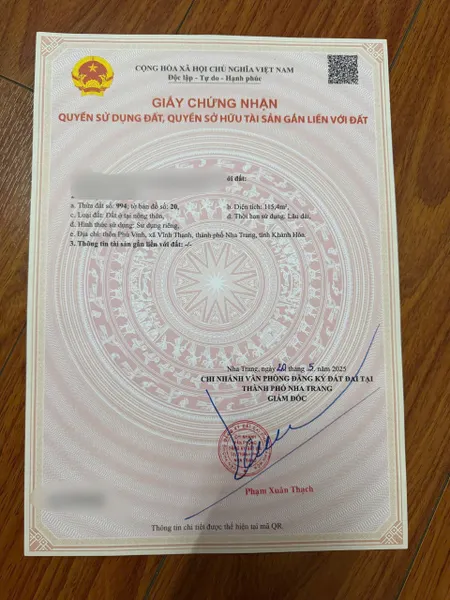 CỘNG HÒA XÃ HỘI CHỦ NGHĨA VIỆT NAM
Độc lập - Tự do - Hạnh phúc
GIẤY CHỨNG NHẬN
QUYỀN SỬ DỤNG ĐẤT, QUYỀN SỞ HỮU TÀI SẢN GẮN LIỀN VỚI ĐẤT
đất:
a. Thửa đất số: 994; tờ bản đồ số: 20, b. Diện tích: 115,4m²,
c. Loại đất: Đất ở tại nông thôn, d. Thời hạn sử dụng: Lâu dài,
đ. Hình thức sử dụng: Sử dụng riêng,
e. Địa chỉ: thôn Phú Vinh, xã Vĩnh Thạnh, thành phố Nha Trang, tỉnh Khánh Hòa.
3. Thông tin tài sản gắn liền với đất: -/-
Nha Trang, ngày 20 tháng 5 năm 2025
CHI NHÁNH VĂN PHÒNG ĐĂNG KÝ ĐẤT ĐAI TẠI
THÀNH PHỐ NHA TRANG
GIÁM ĐỐC
Phạm Xuân Thạch
Thông tin chi tiết được thể hiện tại mã QR.